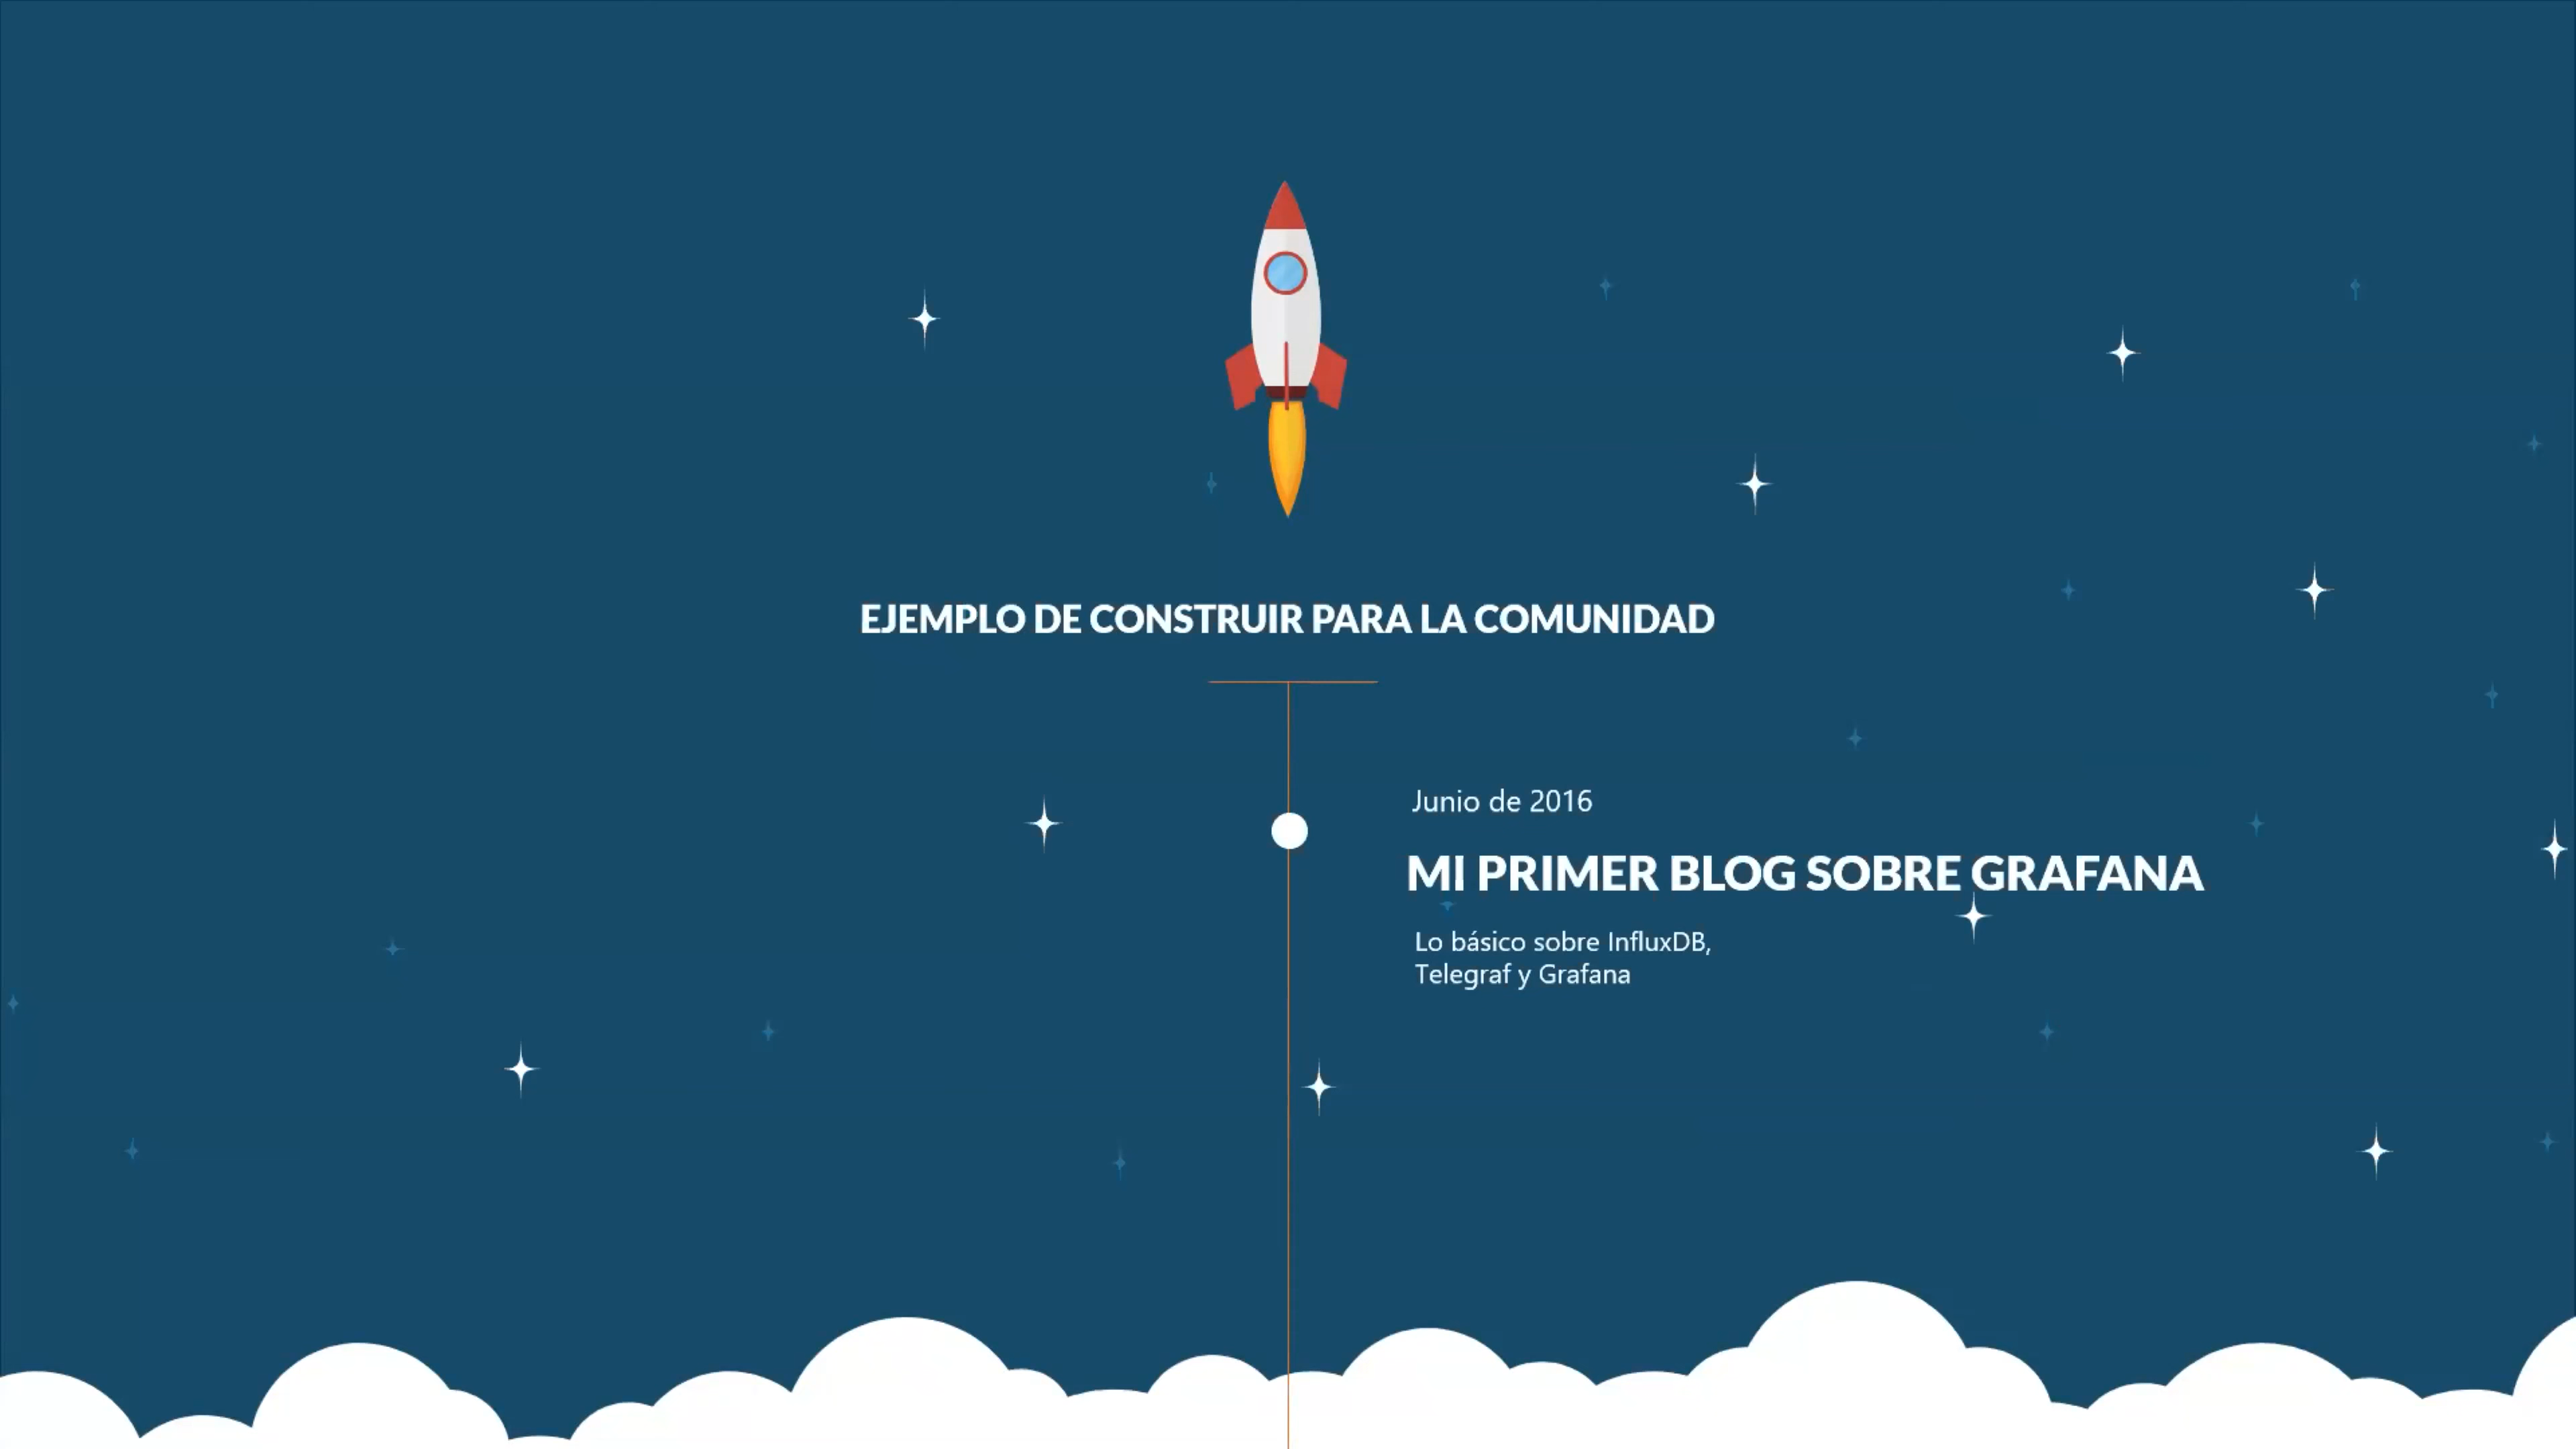 EJEMPLO DE CONSTRUIR PARA LA COMUNIDAD
Junio de 2016
MI PRIMER BLOG SOBRE GRAFANA
Lo básico sobre InfluxDB,
Telegraf y Grafana